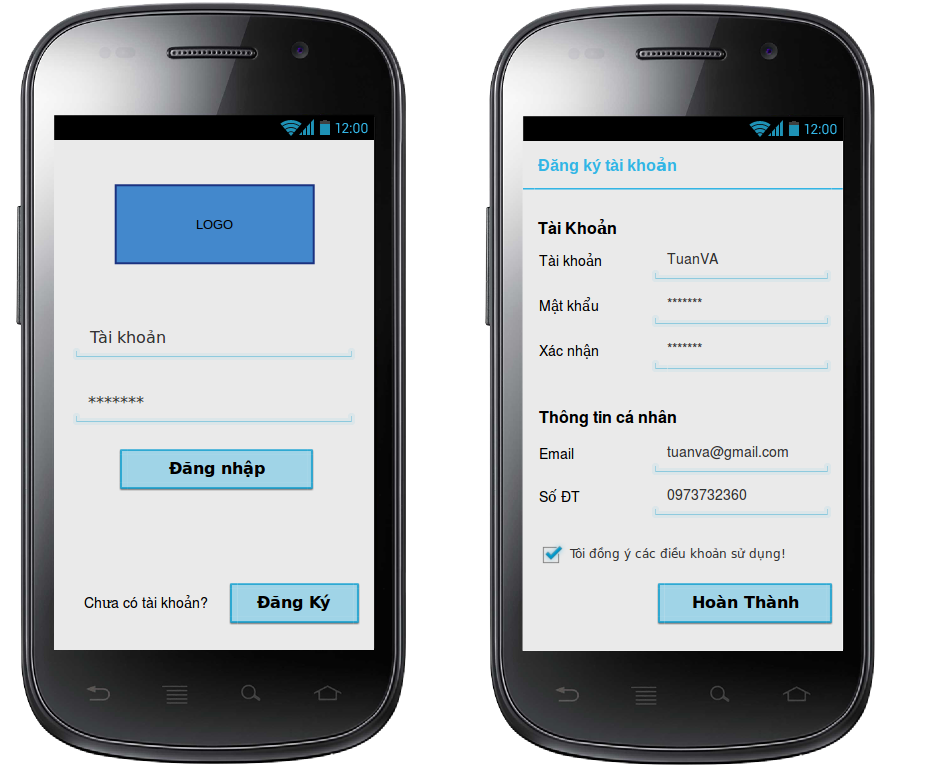 12:00
LOGO
Tài khoản
*******
Đăng nhập
Chưa có tài khoản?
Đăng Ký
12:00
Đăng ký tài khoản
Tài Khoản
Tài khoản TuanVA
Mật khẩu *******
Xác nhận *******
Thông tin cá nhân
Email tuanva@gmail.com
Số ĐT 0973732360
Tôi đồng ý các điều khoản sử dụng!
Hoàn Thành